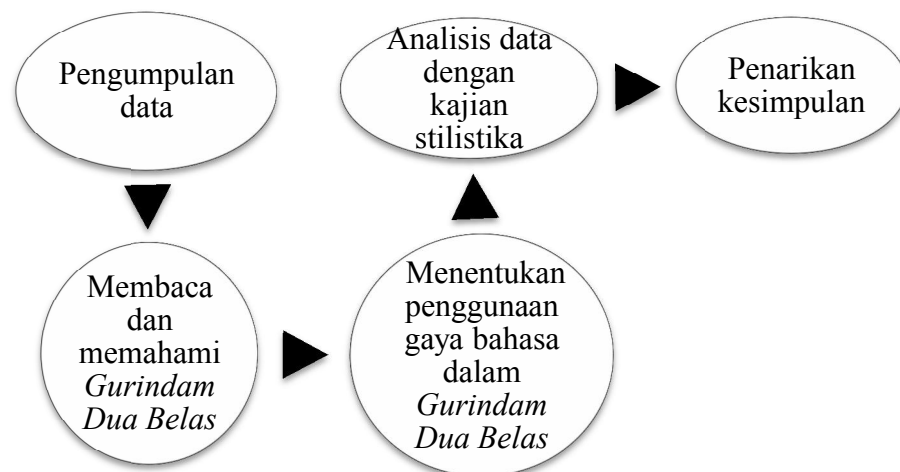 Pengumpulan
data
Membaca
dan
memahami
Gurindam
Dua Belas
Menentukan
penggunaan
gaya bahasa
dalam
Gurindam
Dua Belas
Analisis data
dengan
kajian
stilistika
Penarikan
kesimpulan